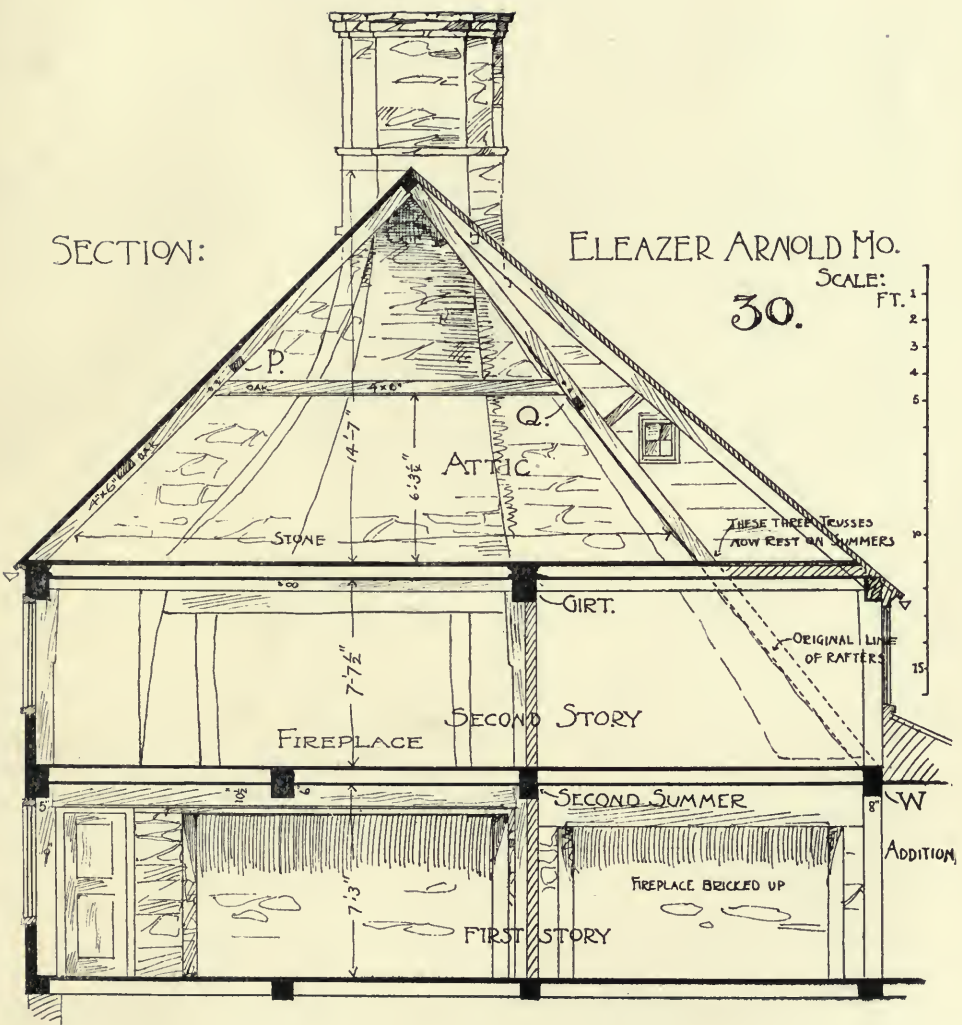 SECTION:
ELEAZER ARNOLD HO.
SCALE:
FT.
30.
1
2
3
4
5
10
15
P.
OAK
4"x6"
Q.
4"x6" OAK
14'-7"
6'-3½"
ATTIC
STONE
THESE THREE TRUSSES
NOW REST ON SUMMERS
8"
GIRT.
ORIGINAL LINE
OF RAFTERS
7'-7½"
SECOND STORY
FIREPLACE
10½"
6"
SECOND SUMMER
W
5"
8"
ADDITION
7'-3"
FIREPLACE BRICKED UP
FIRST STORY